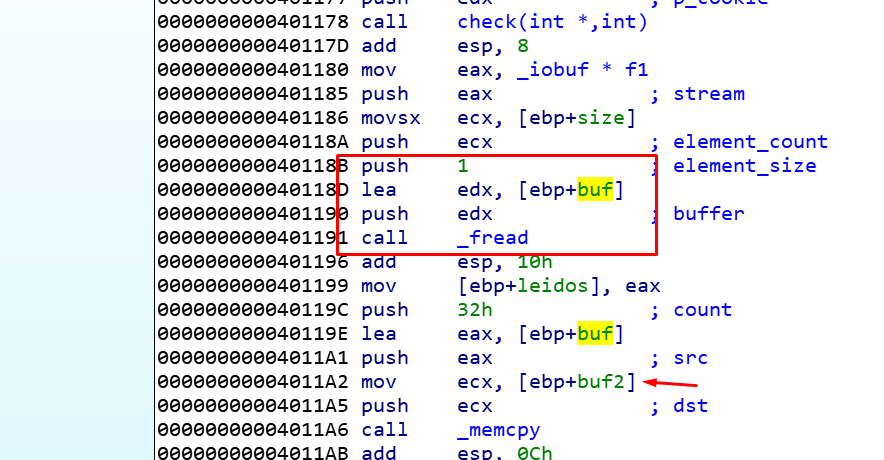 0000000000401177 push    edx             ; p_cookie
0000000000401178 call    check(int *,int)
000000000040117D add     esp, 8
0000000000401180 mov     eax, _iobuf * f1
0000000000401185 push    eax             ; stream
0000000000401186 movsx   ecx, [ebp+size]
000000000040118A push    ecx             ; element_count
000000000040118B push    1               ; element_size
000000000040118D lea     edx, [ebp+buf]
0000000000401190 push    edx             ; buffer
0000000000401191 call    _fread
0000000000401196 add     esp, 10h
0000000000401199 mov     [ebp+leidos], eax
000000000040119C push    32h             ; count
000000000040119E lea     eax, [ebp+buf]
00000000004011A1 push    eax             ; src
00000000004011A2 mov     ecx, [ebp+buf2]
00000000004011A5 push    ecx             ; dst
00000000004011A6 call    _memcpy
00000000004011AB add     esp, 0Ch